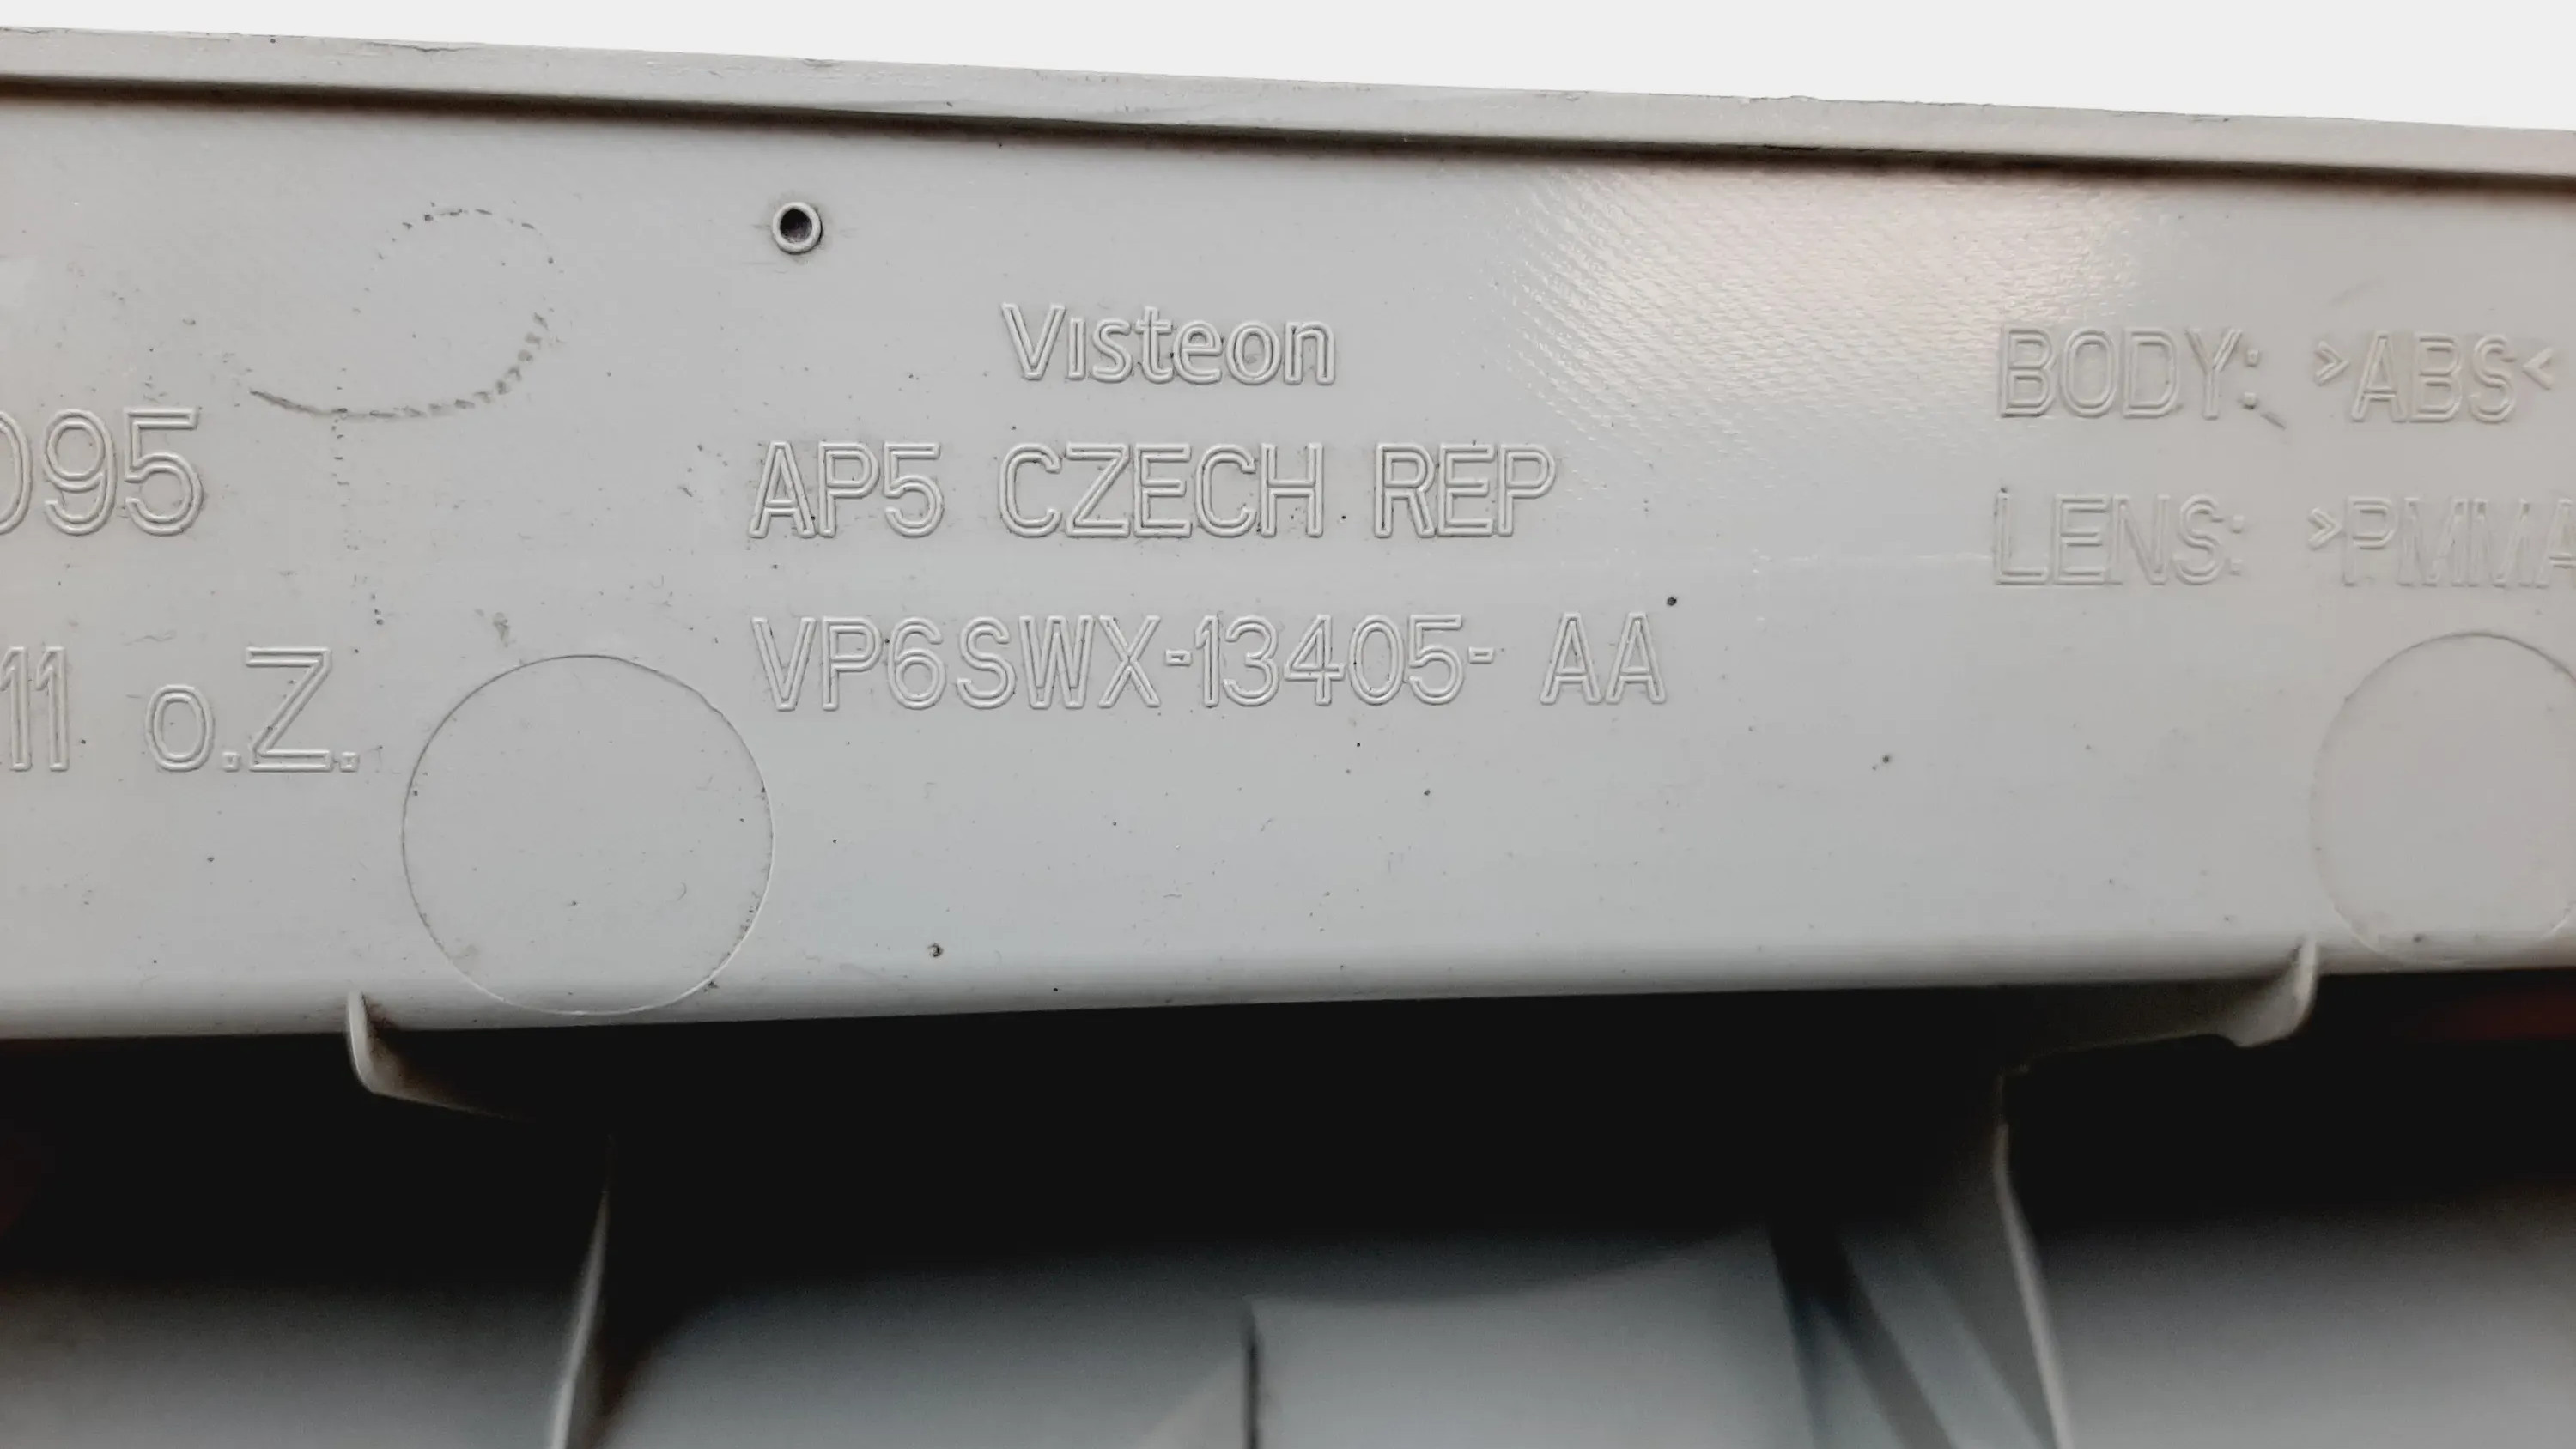 Visteon
AP5 CZECH REP
VP6SWX-13405- AA
095
11 o.Z.
BODY: >ABS<
LENS: >PMMA